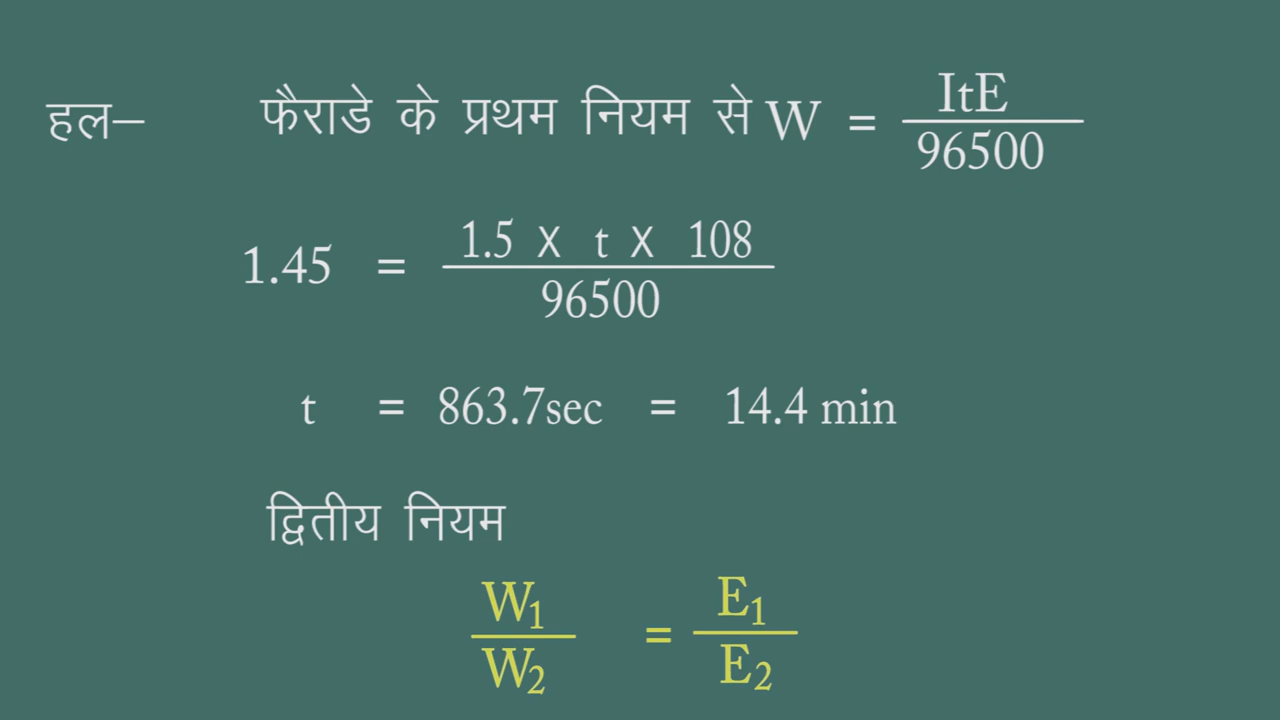 हल– फैराडे के प्रथम नियम से W = ItE / 96500
1.45 = 1.5 X t X 108 / 96500
t = 863.7sec = 14.4 min
द्वितीय नियम
W₁ / W₂ = E₁ / E₂